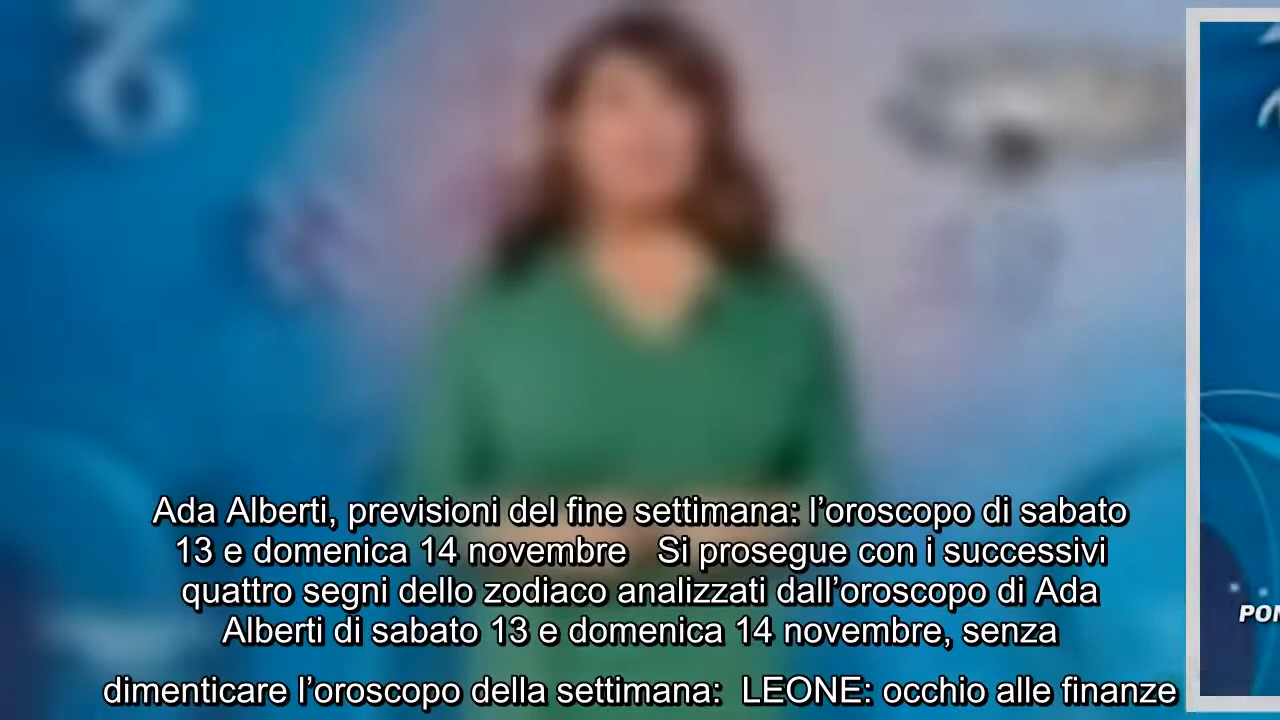 Ada Alberti, previsioni del fine settimana: l’oroscopo di sabato
13 e domenica 14 novembre   Si prosegue con i successivi
quattro segni dello zodiaco analizzati dall’oroscopo di Ada
Alberti di sabato 13 e domenica 14 novembre, senza
dimenticare l’oroscopo della settimana:  LEONE: occhio alle finanze